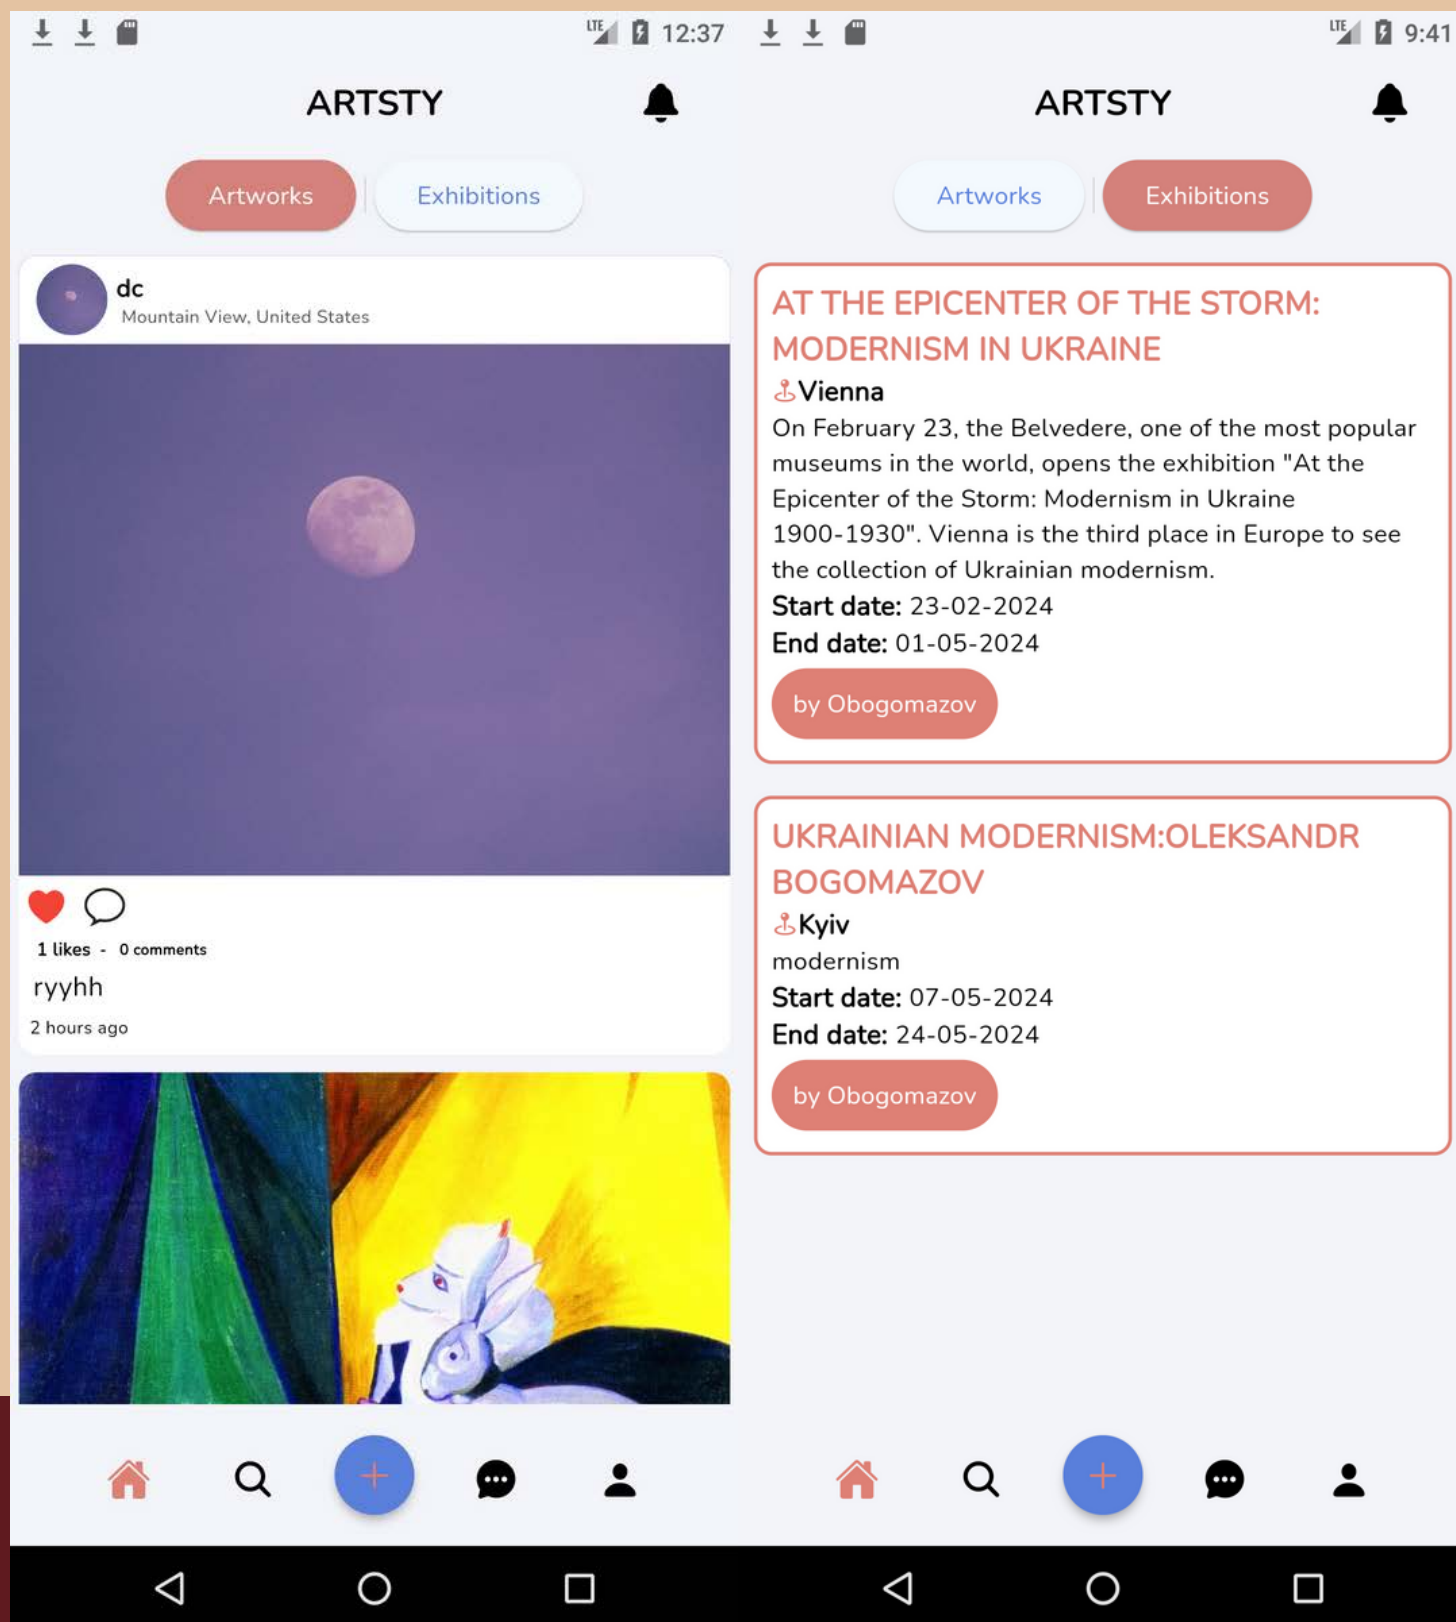 LTE 12:37
ARTSTY
Artworks
Exhibitions
dc
Mountain View, United States
1 likes - 0 comments
ryyhh
2 hours ago
LTE 9:41
ARTSTY
Artworks
Exhibitions
AT THE EPICENTER OF THE STORM:
MODERNISM IN UKRAINE
Vienna
On February 23, the Belvedere, one of the most popular
museums in the world, opens the exhibition "At the
Epicenter of the Storm: Modernism in Ukraine
1900-1930". Vienna is the third place in Europe to see
the collection of Ukrainian modernism.
Start date: 23-02-2024
End date: 01-05-2024
by Obogomazov
UKRAINIAN MODERNISM:OLEKSANDR
BOGOMAZOV
Kyiv
modernism
Start date: 07-05-2024
End date: 24-05-2024
by Obogomazov